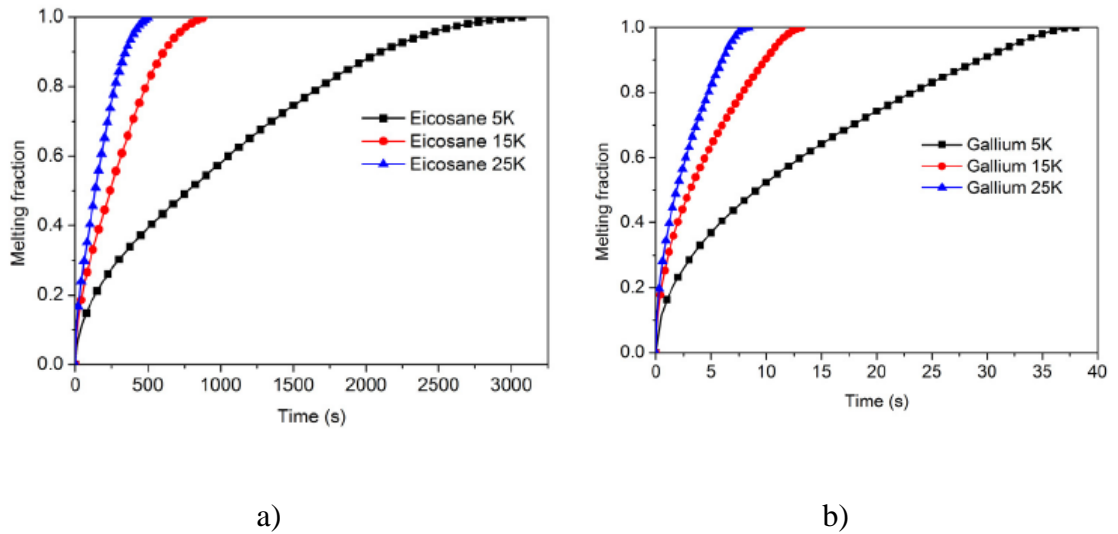 1.0
0.8
0.6
0.4
0.2
0.0
Melting fraction
Eicosane 5K
Eicosane 15K
Eicosane 25K
0 500 1000 1500 2000 2500 3000
Time (s)
a)
1.0
0.8
0.6
0.4
0.2
0.0
Melting fraction
Gallium 5K
Gallium 15K
Gallium 25K
0 5 10 15 20 25 30 35 40
Time (s)
b)